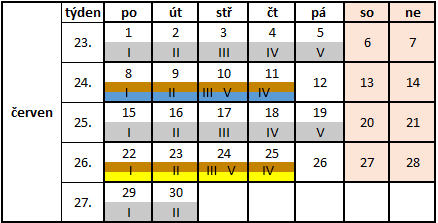 týden po út stř čt pá so ne
červen
23. 1 2 3 4 5 6 7
I II III IV V
24. 8 9 10 11 12 13 14
I II III V IV
25. 15 16 17 18 19 20 21
I II III IV V
26. 22 23 24 25 26 27 28
I II III V IV
27. 29 30
I II